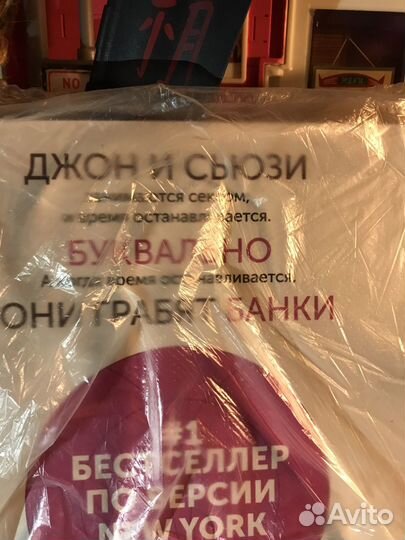 NO
ДЖОН И СЬЮЗИ
занимаются сексом,
и время останавливается.
БУКВАЛЬНО
А когда время останавливается,
ОНИ ГРАБЯТ БАНКИ
#1
БЕСТСЕЛЛЕР
ПО ВЕРСИИ
NEW YORK
Avito